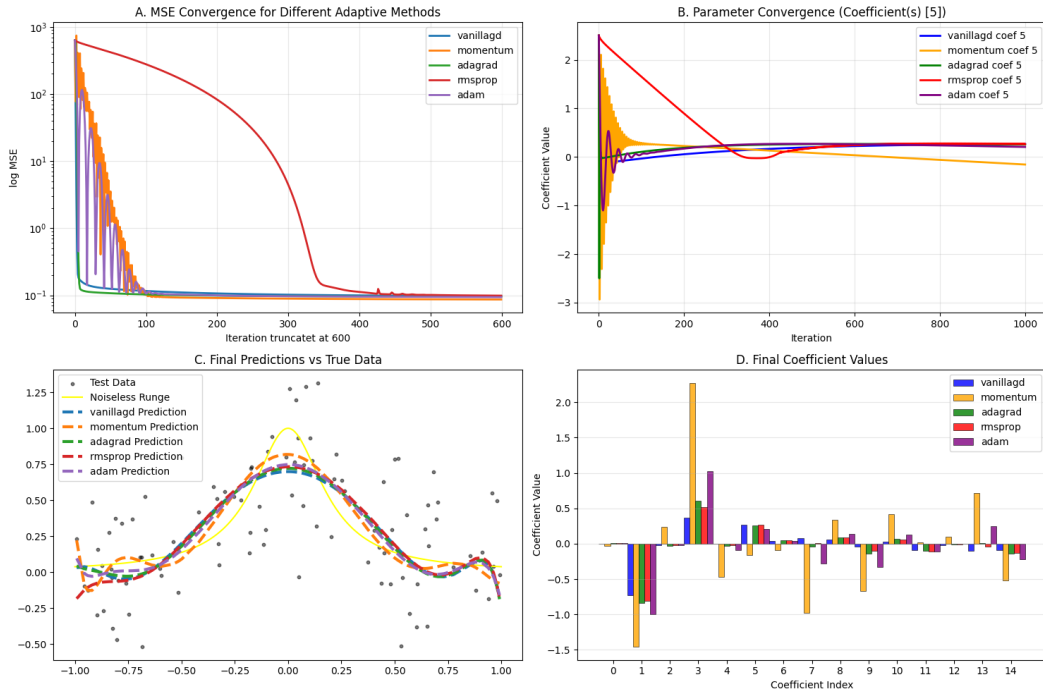 A. MSE Convergence for Different Adaptive Methods
log MSE
10³
10²
10¹
10⁰
10⁻¹
vanillagd
momentum
adagrad
rmsprop
adam
0 100 200 300 400 500 600
Iteration truncatet at 600
B. Parameter Convergence (Coefficient(s) [5])
Coefficient Value
2
1
0
−1
−2
−3
vanillagd coef 5
momentum coef 5
adagrad coef 5
rmsprop coef 5
adam coef 5
0 200 400 600 800 1000
Iteration
C. Final Predictions vs True Data
1.25
1.00
0.75
0.50
0.25
0.00
−0.25
−0.50
Test Data
Noiseless Runge
vanillagd Prediction
momentum Prediction
adagrad Prediction
rmsprop Prediction
adam Prediction
−1.00 −0.75 −0.50 −0.25 0.00 0.25 0.50 0.75 1.00
D. Final Coefficient Values
Coefficient Value
2.0
1.5
1.0
0.5
0.0
−0.5
−1.0
−1.5
vanillagd
momentum
adagrad
rmsprop
adam
0 1 2 3 4 5 6 7 8 9 10 11 12 13 14
Coefficient Index